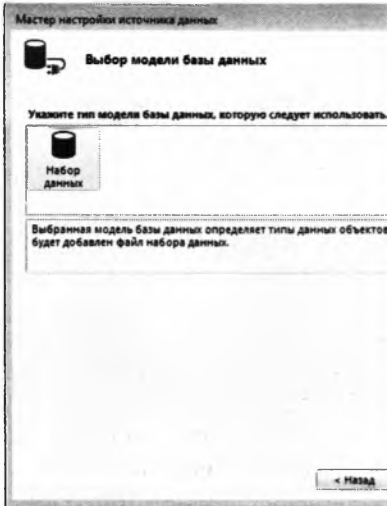 Мастер настройки источника данных
Выбор модели базы данных
Укажите тип модели базы данных, которую следует использовать.
Набор
данных
Выбранная модель базы данных определяет типы данных объектов
будет добавлен файл набора данных.
< Назад